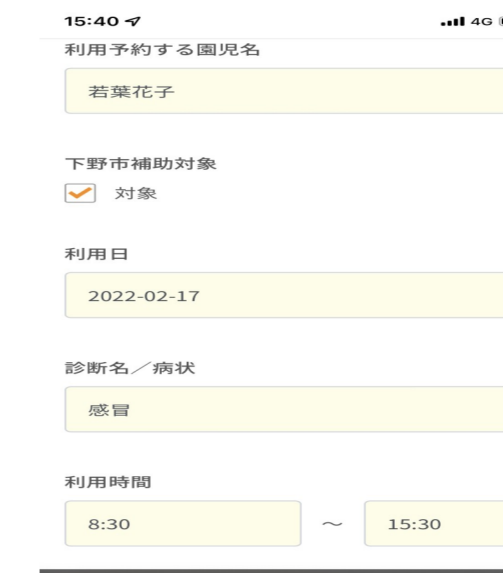 15:40 4G
利用予約する園児名
若葉花子
下野市補助対象
対象
利用日
2022-02-17
診断名／病状
感冒
利用時間
8:30 ～ 15:30